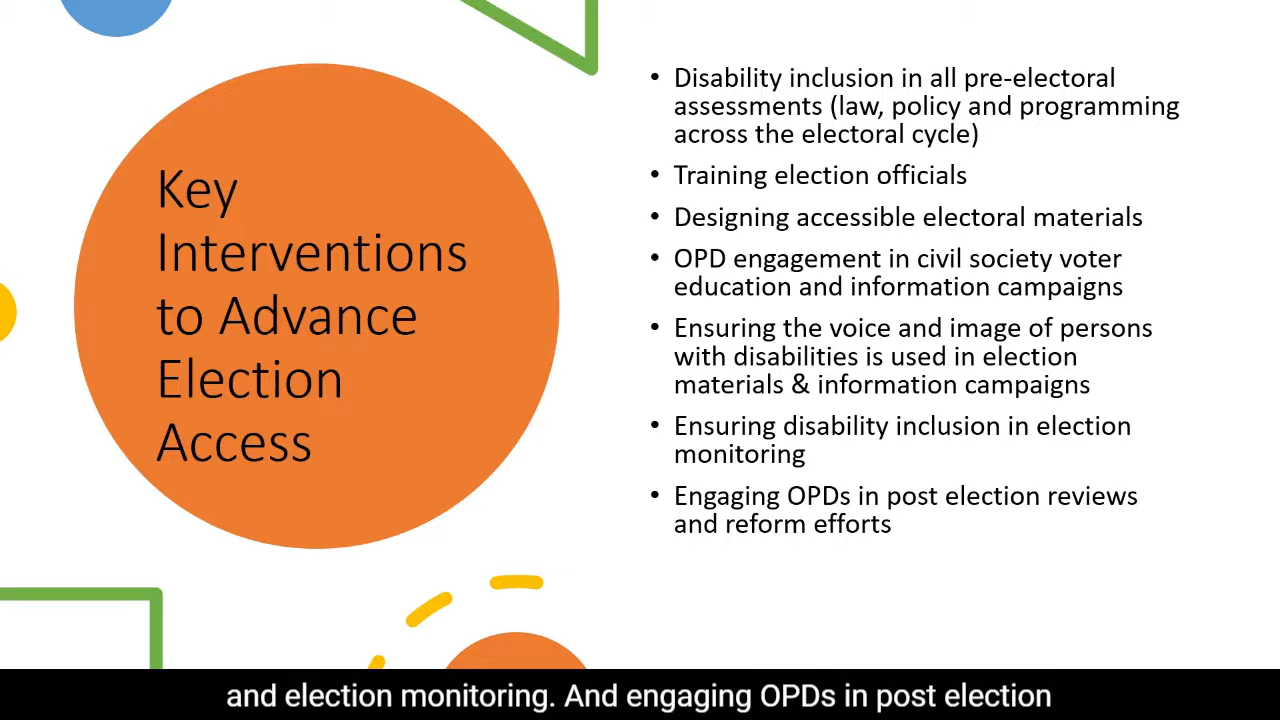 Key
Interventions
to Advance
Election
Access
• Disability inclusion in all pre-electoral
assessments (law, policy and programming
across the electoral cycle)
• Training election officials
• Designing accessible electoral materials
• OPD engagement in civil society voter
education and information campaigns
• Ensuring the voice and image of persons
with disabilities is used in election
materials & information campaigns
• Ensuring disability inclusion in election
monitoring
• Engaging OPDs in post election reviews
and reform efforts
and election monitoring. And engaging OPDs in post election